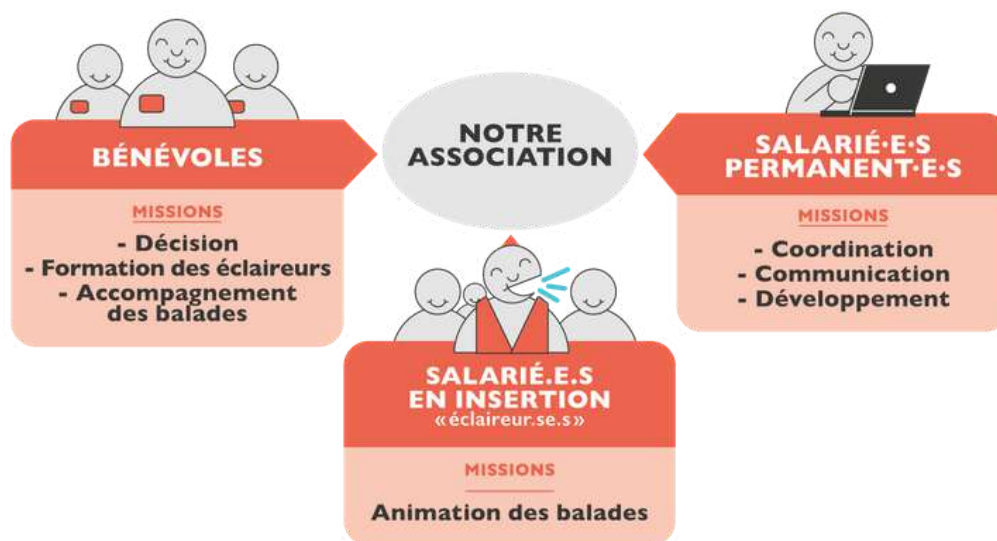 NOTRE
ASSOCIATION
BÉNÉVOLES
MISSIONS
- Décision
- Formation des éclaireurs
- Accompagnement
des balades
SALARIÉ·E·S
PERMANENT·E·S
MISSIONS
- Coordination
- Communication
- Développement
SALARIÉ.E.S
EN INSERTION
«éclaireur.se.s»
MISSIONS
Animation des balades